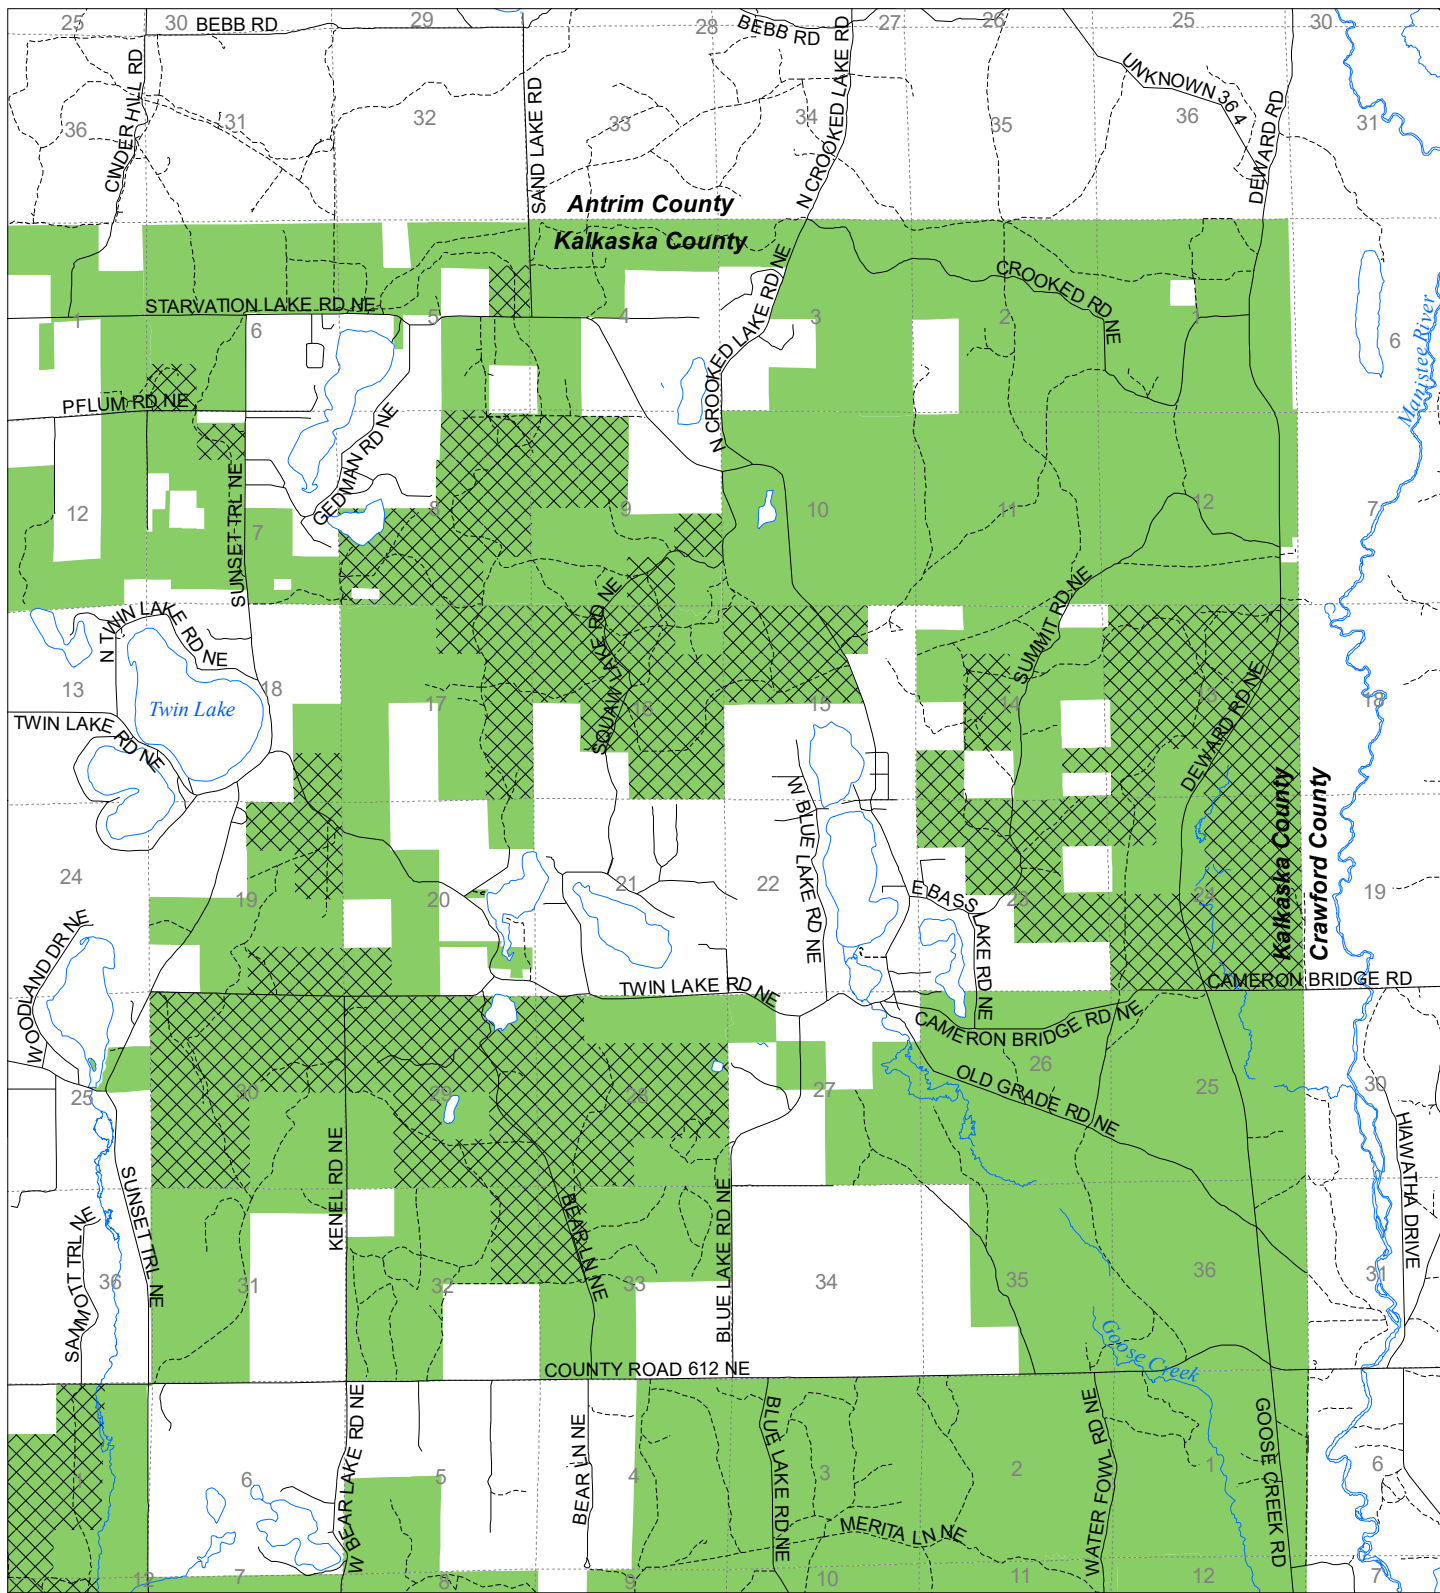 25
30
29
28
27
26
25
30
BEBB RD
BEBB RD
UNKNOWN 36 4
CINDER HILL RD
SAND LAKE RD
N CROOKED LAKE RD
DEWARD RD
36
31
32
33
34
35
36
31
Antrim County
Kalkaska County
STARVATION LAKE RD NE
CROOKED RD NE
N CROOKED LAKE RD NE
Manistee River
1
6
5
4
3
2
1
6
PFLUM RD NE
GEDMAN RD NE
SUNSET TRL NE
12
7
8
9
10
11
12
7
N TWIN LAKE RD NE
SQUAW LAKE RD NE
SUMMIT RD NE
DEWARD RD NE
13
18
17
16
15
14
13
18
Twin Lake
TWIN LAKE RD NE
W BLUE LAKE RD NE
Kalkaska County
Crawford County
24
19
20
21
22
23
24
19
E BASS LAKE RD NE
WOODLAND DR NE
TWIN LAKE RD NE
CAMERON BRIDGE RD
CAMERON BRIDGE RD NE
OLD GRADE RD NE
25
30
29
28
27
26
25
30
KENEL RD NE
SUNSET TRL NE
HIAWATHA DRIVE
BEAR LN NE
BLUE LAKE RD NE
SAMMOTT TRL NE
36
31
32
33
34
35
36
31
Goose Creek
COUNTY ROAD 612 NE
W BEAR LAKE RD NE
BEAR LN NE
BLUE LAKE RD NE
WATER FOWL RD NE
GOOSE CREEK RD
1
6
5
4
3
2
1
6
MERITA LN NE
12
7
8
9
10
11
12
7